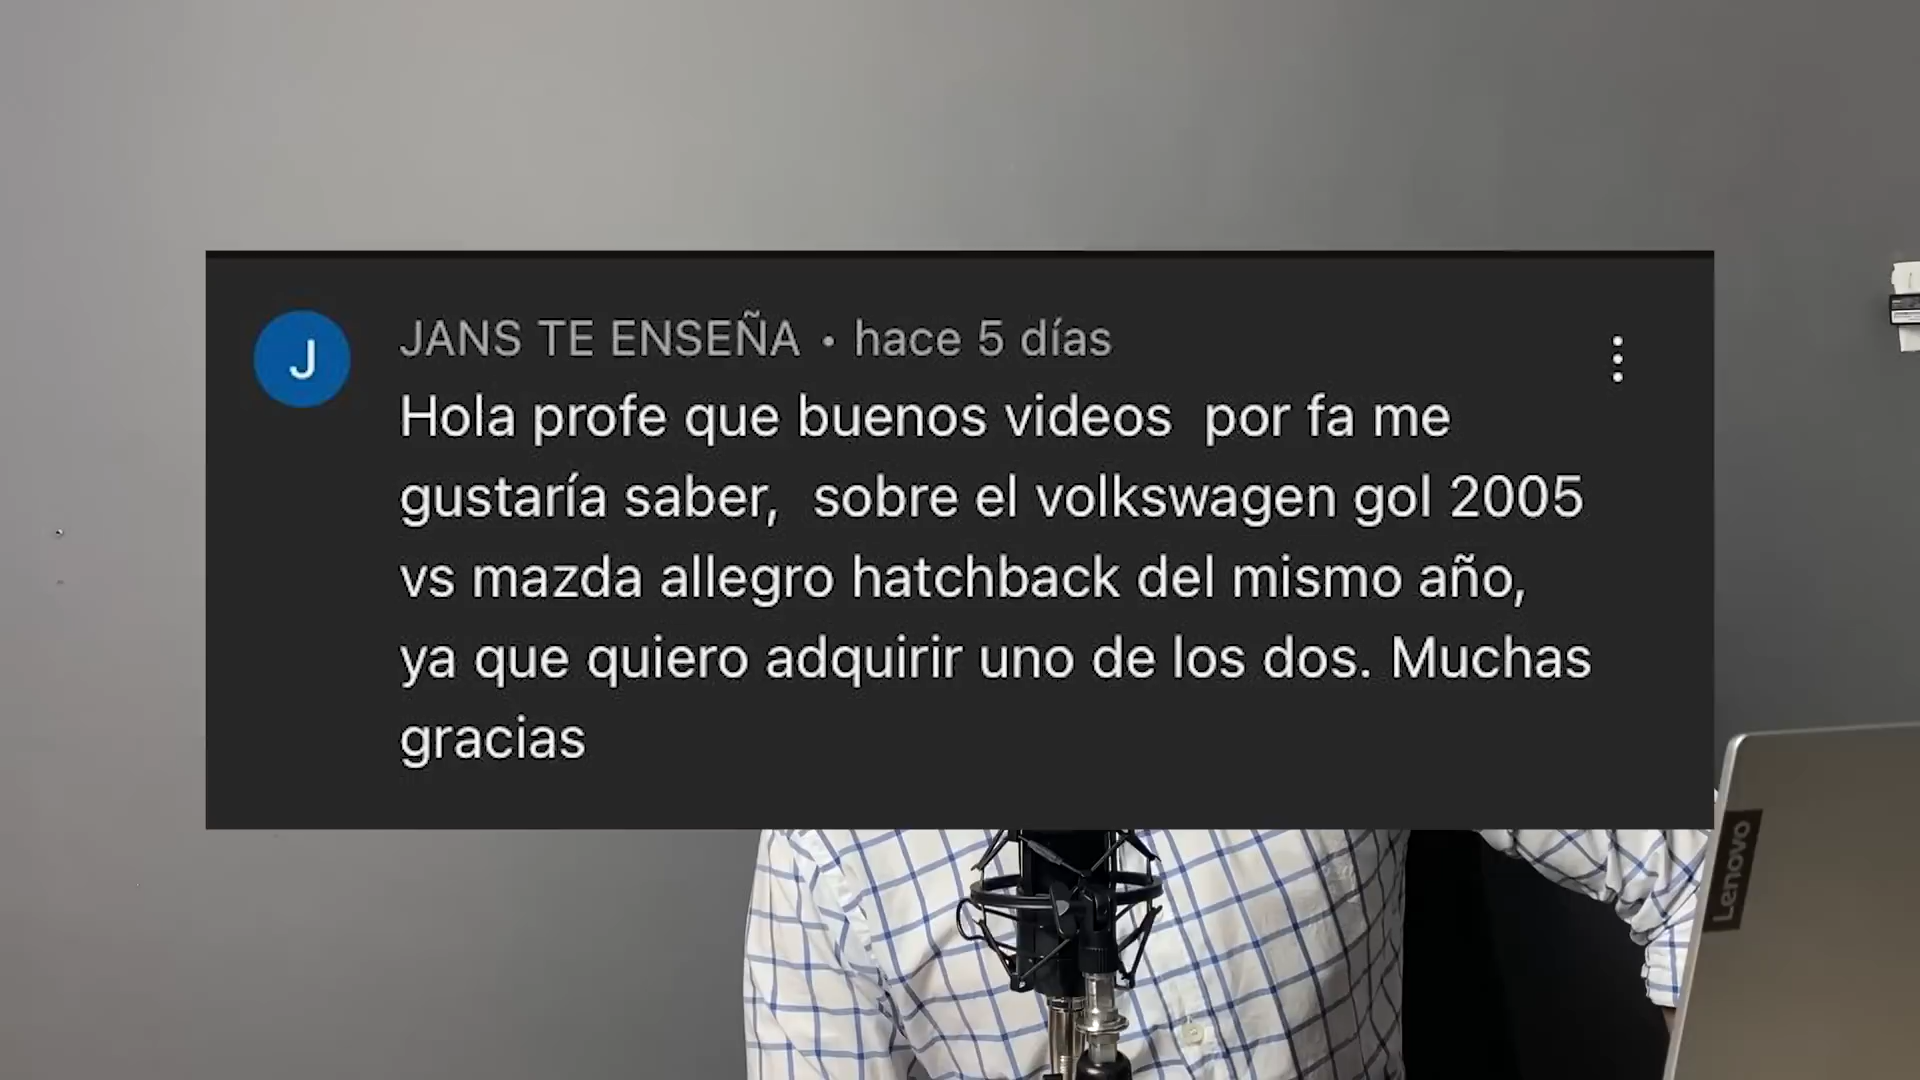 JANS TE ENSEÑA • hace 5 días
J
Hola profe que buenos videos  por fa me
gustaría saber,  sobre el volkswagen gol 2005
vs mazda allegro hatchback del mismo año,
ya que quiero adquirir uno de los dos. Muchas
gracias
Lenovo